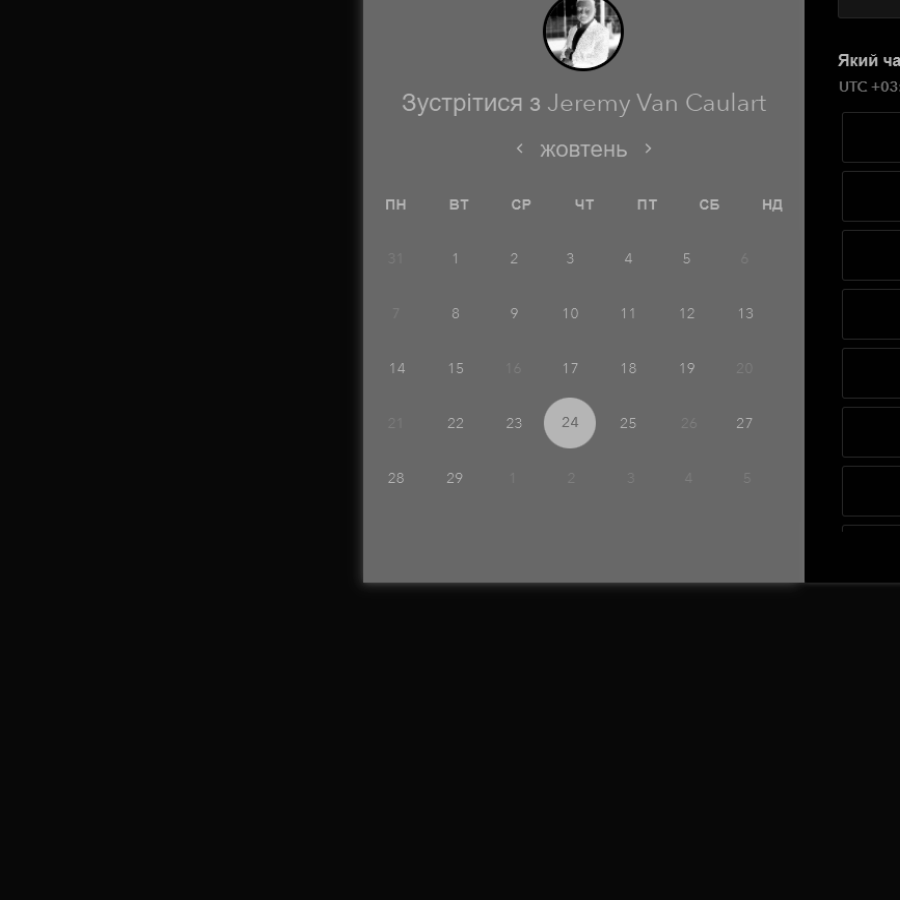 Зустрітися з Jeremy Van Caulart
‹ жовтень ›
ПН ВТ СР ЧТ ПТ СБ НД
31 1 2 3 4 5 6
7 8 9 10 11 12 13
14 15 16 17 18 19 20
21 22 23 24 25 26 27
28 29 1 2 3 4 5
Який ча
UTC +03: